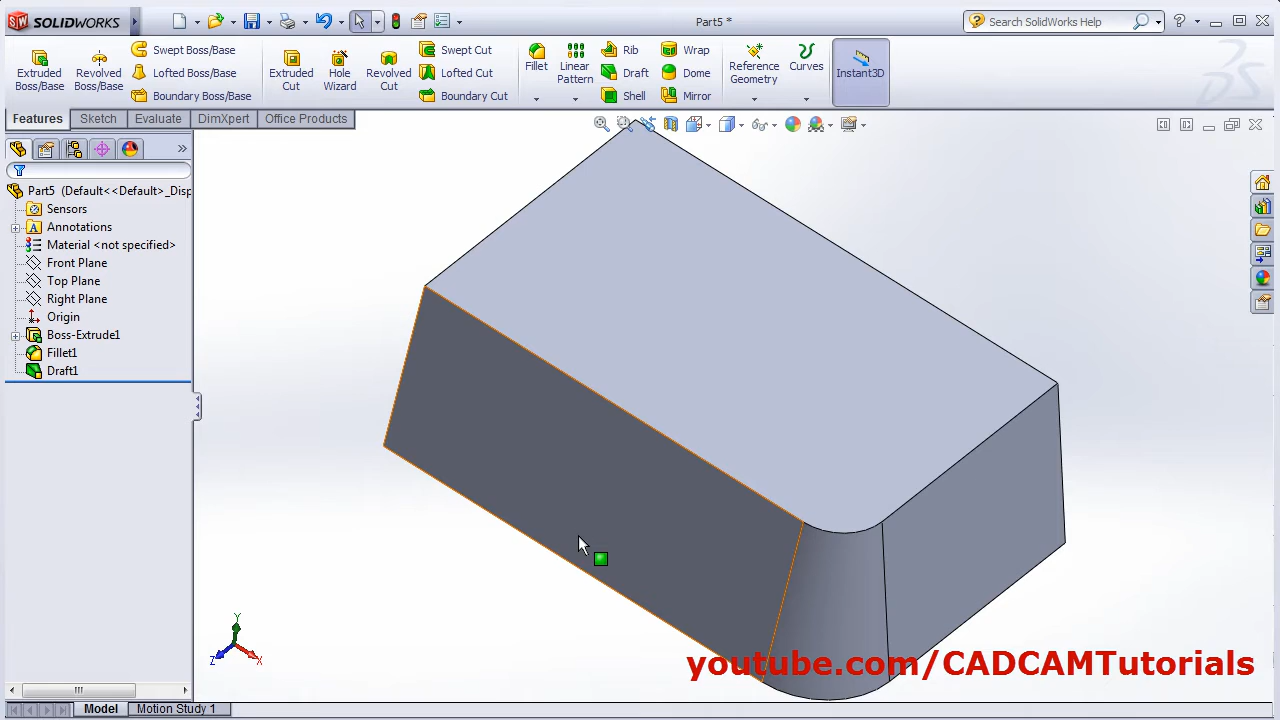 SOLIDWORKS
Part5 *
Search SolidWorks Help
Extruded Boss/Base
Revolved Boss/Base
Swept Boss/Base
Lofted Boss/Base
Boundary Boss/Base
Extruded Cut
Hole Wizard
Revolved Cut
Swept Cut
Lofted Cut
Boundary Cut
Fillet
Linear Pattern
Rib
Draft
Shell
Wrap
Dome
Mirror
Reference Geometry
Curves
Instant3D
Features
Sketch
Evaluate
DimXpert
Office Products
Part5 (Default<<Default>_Disp
Sensors
Annotations
Material <not specified>
Front Plane
Top Plane
Right Plane
Origin
Boss-Extrude1
Fillet1
Draft1
Y
Z
X
youtube.com/CADCAMTutorials
Model
Motion Study 1